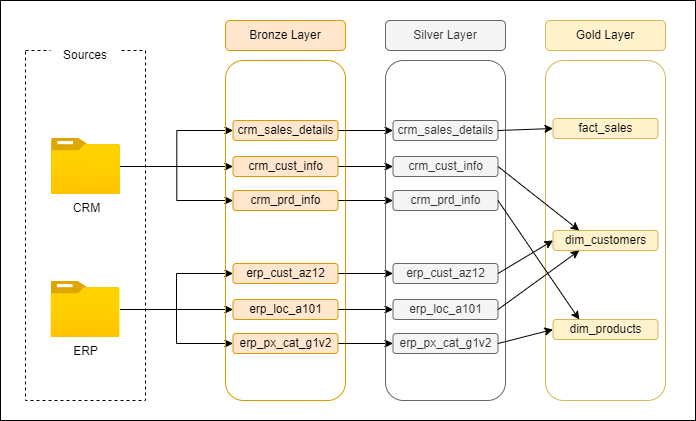 Sources
Bronze Layer
Silver Layer
Gold Layer
CRM
ERP
crm_sales_details
crm_cust_info
crm_prd_info
erp_cust_az12
erp_loc_a101
erp_px_cat_g1v2
crm_sales_details
crm_cust_info
crm_prd_info
erp_cust_az12
erp_loc_a101
erp_px_cat_g1v2
fact_sales
dim_customers
dim_products